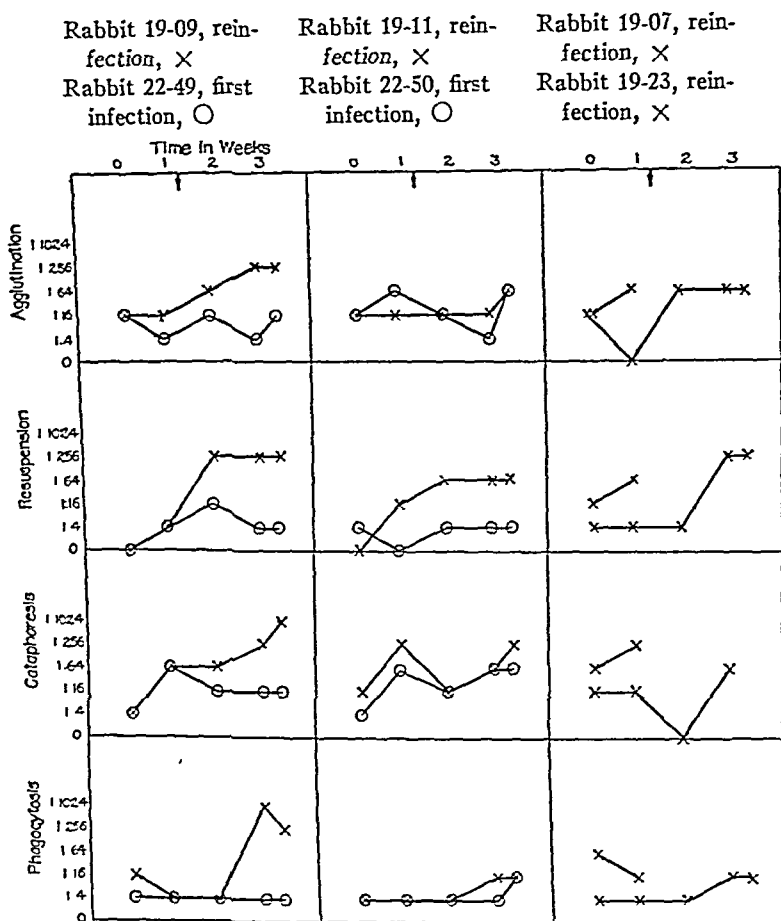 Rabbit 19-09, rein-
fection, ×
Rabbit 22-49, first
infection, ○
Rabbit 19-11, rein-
fection, ×
Rabbit 22-50, first
infection, ○
Rabbit 19-07, rein-
fection, ×
Rabbit 19-23, rein-
fection, ×
Time in Weeks
0 1 2 3 0 1 2 3 0 1 2 3
Agglutination
1 1024
1 256
1 64
1 16
1 4
0
Resuspension
1 1024
1 256
1 64
1:16
1 4
0
Cataphoresis
1 1024
1 256
1 64
1 16
1 4
0
Phagocytosis
1 1024
1 256
1 64
1 16
1 4
0